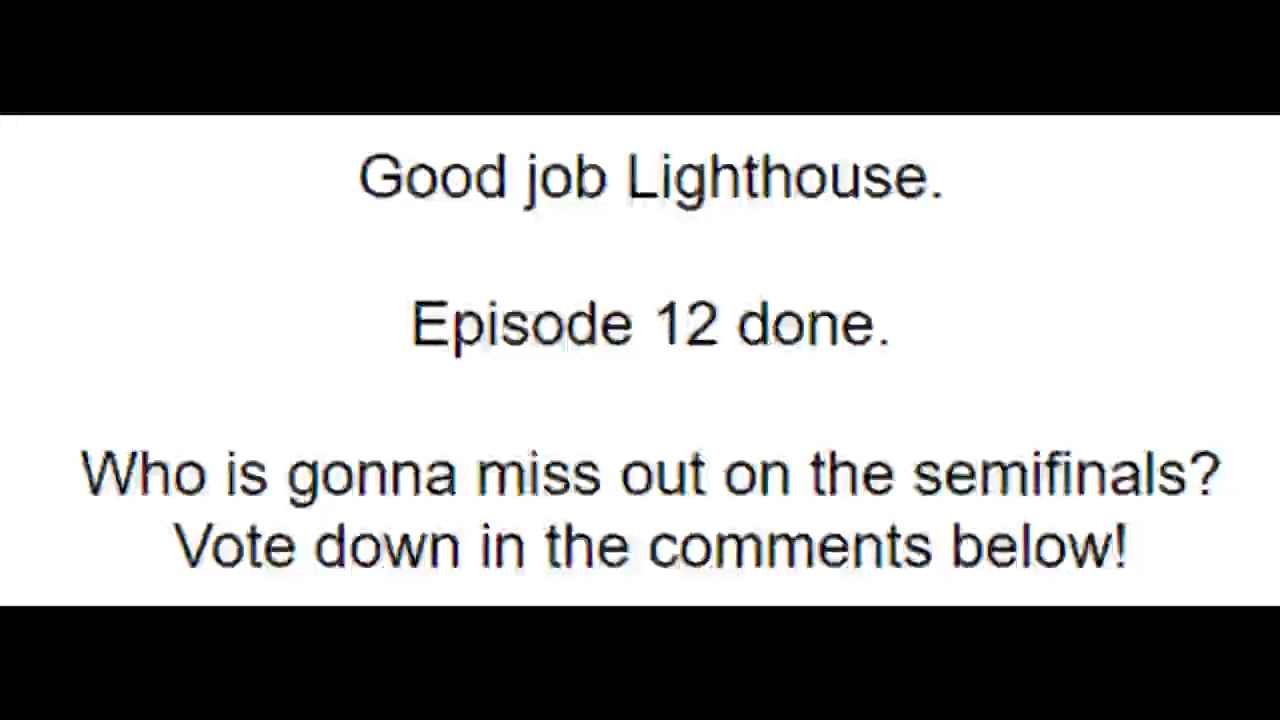 Good job Lighthouse.
Episode 12 done.
Who is gonna miss out on the semifinals?
Vote down in the comments below!